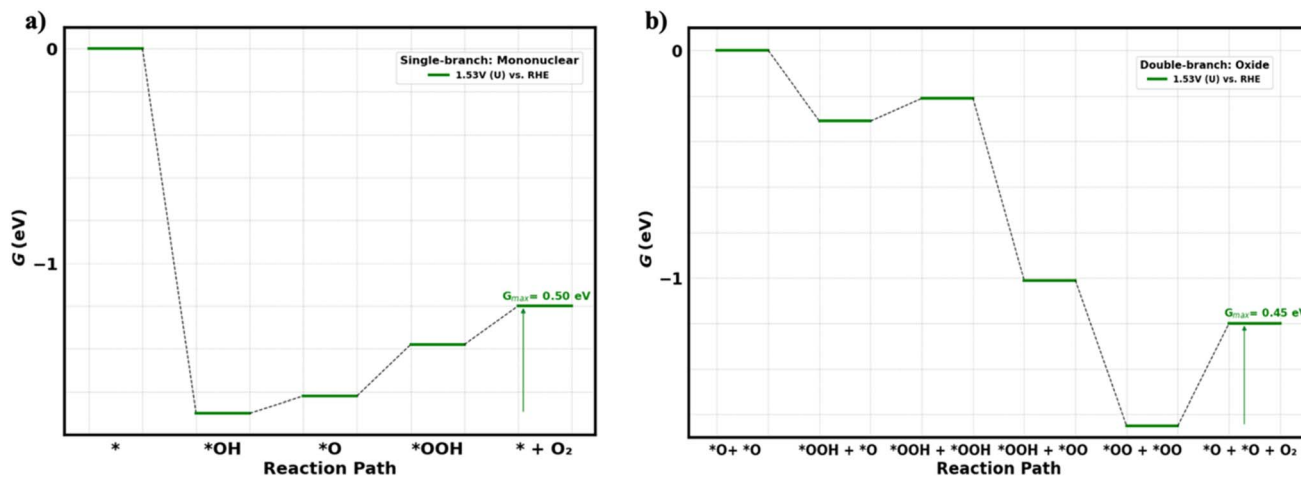 a)
Single-branch: Mononuclear
1.53V (U) vs. RHE
G (eV)
0
−1
Gmax= 0.50 eV
* *OH *O *OOH * + O₂
Reaction Path
b)
Double-branch: Oxide
1.53V (U) vs. RHE
G (eV)
0
−1
Gmax= 0.45 eV
*O+ *O *OOH + *O *OOH + *OOH *OOH + *OO *OO + *OO *O + *O + O₂
Reaction Path